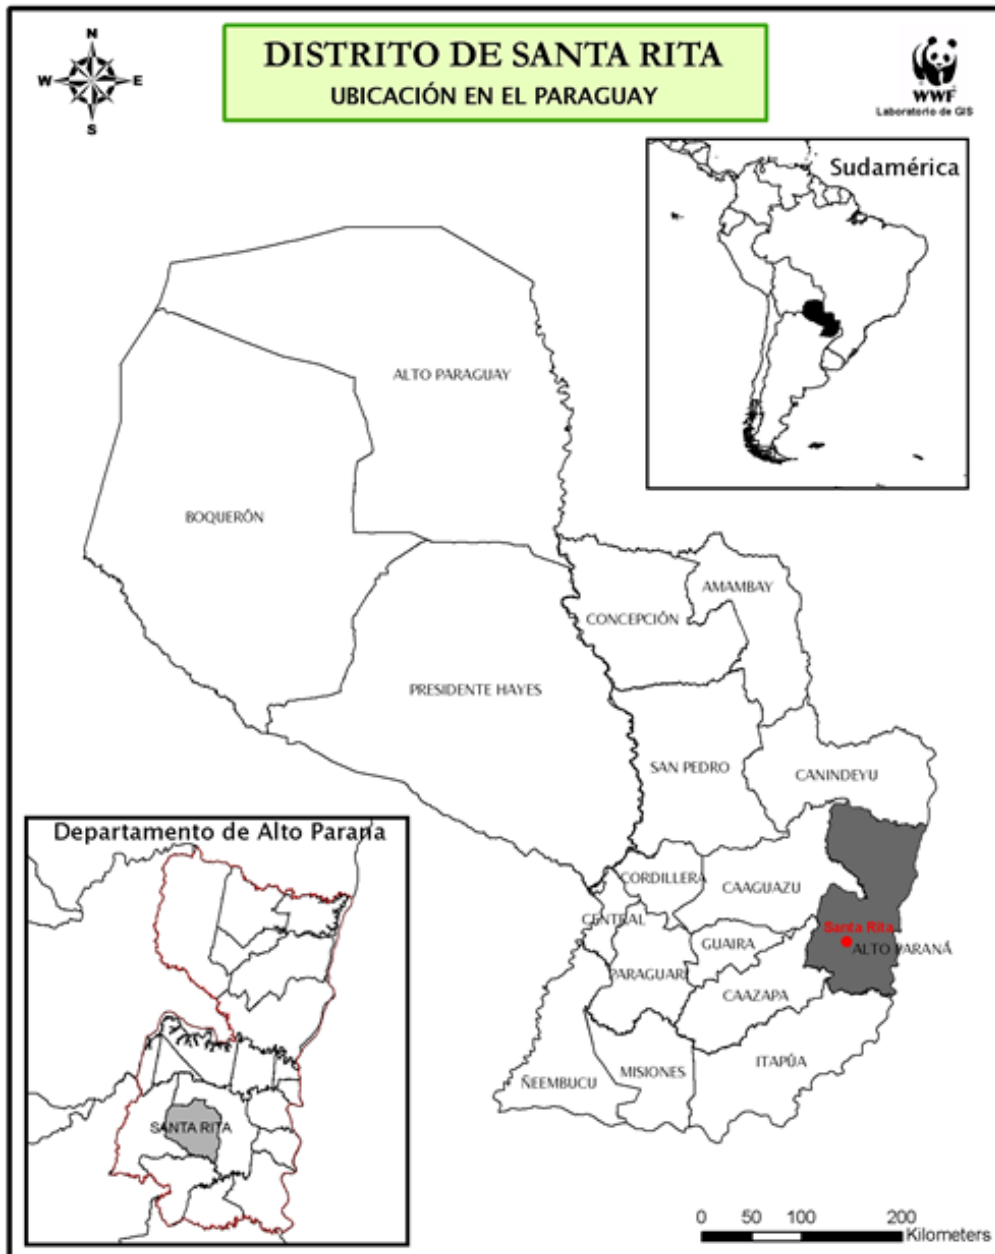 N
W E
S
DISTRITO DE SANTA RITA
UBICACIÓN EN EL PARAGUAY
WWF
Laboratorio de GIS
Sudamérica
ALTO PARAGUAY
BOQUERÓN
AMAMBAY
CONCEPCIÓN
PRESIDENTE HAYES
SAN PEDRO
CANINDEYU
CORDILLERA
CAAGUAZU
CENTRAL
Santa Rita
GUAIRA
ALTO PARANÁ
PARAGUARI
CAAZAPA
ITAPÚA
MISIONES
ÑEEMBUCU
Departamento de Alto Parana
SANTA RITA
0 50 100 200
Kilometers